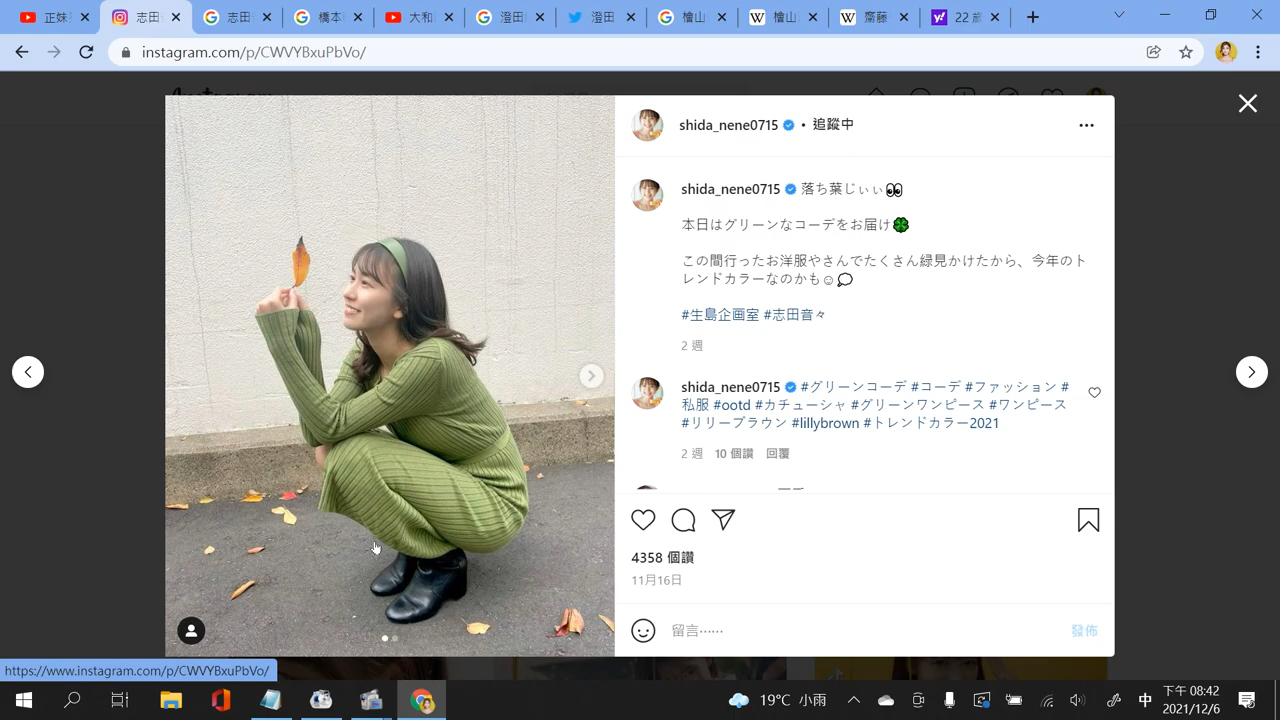 正妹
志田
志田
橋本
大和
澄田
澄田
檜山
檜山
齋藤
22 歲
instagram.com/p/CWVYBxuPbVo/
shida_nene0715 • 追蹤中
shida_nene0715 落ち葉じぃぃ👀
本日はグリーンなコーデをお届け🍀
この間行ったお洋服やさんでたくさん緑見かけたから、今年のト
レンドカラーなのかも☺💭
#生島企画室 #志田音々
2 週
shida_nene0715 #グリーンコーデ #コーデ #ファッション #
私服 #ootd #カチューシャ #グリーンワンピース #ワンピース
#リリーブラウン #lillybrown #トレンドカラー2021
2 週 10 個讚 回覆
4358 個讚
11月16日
留言⋯⋯ 發佈
https://www.instagram.com/p/CWVYBxuPbVo/
19°C 小雨
中
下午 08:42
2021/12/6